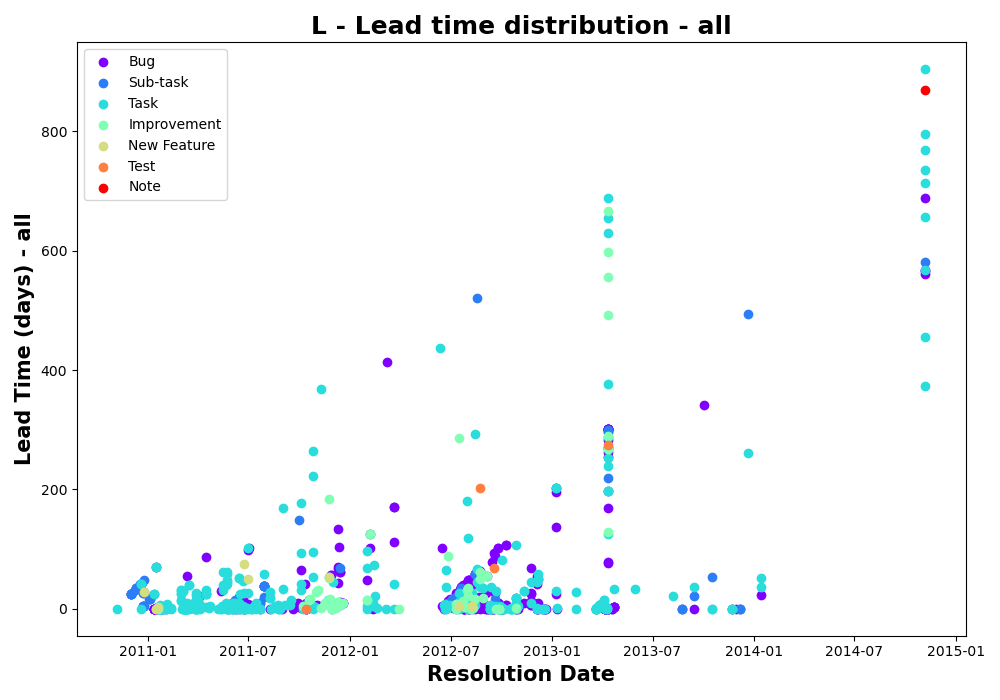 L - Lead time distribution - all
Bug
Sub-task
Task
Improvement
New Feature
Test
Note
Lead Time (days) - all
800
600
400
200
0
2011-01 2011-07 2012-01 2012-07 2013-01 2013-07 2014-01 2014-07 2015-01
Resolution Date